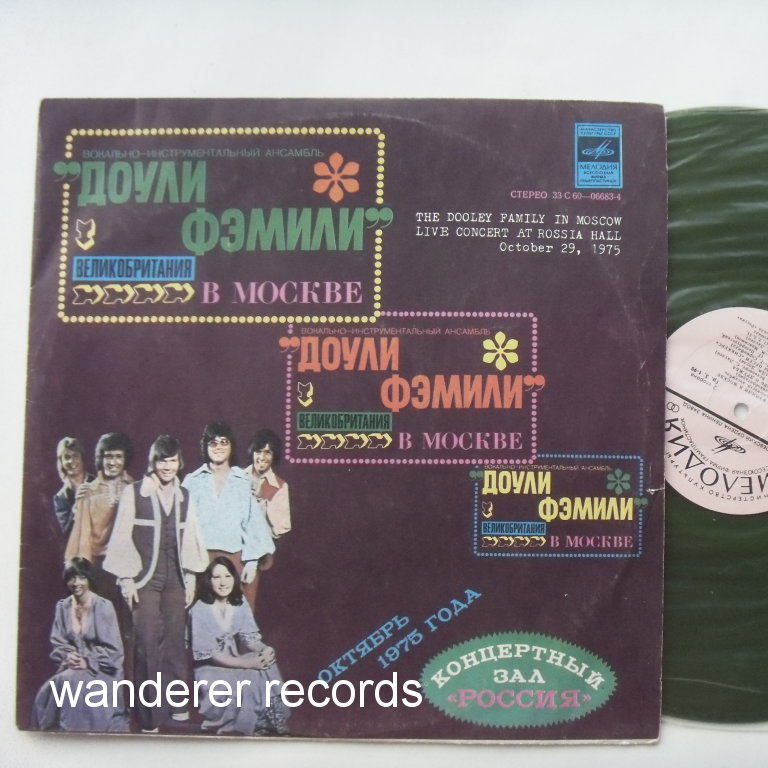 ВОКАЛЬНО-ИНСТРУМЕНТАЛЬНЫЙ АНСАМБЛЬ
"ДОУЛИ
ФЭМИЛИ"
ВЕЛИКОБРИТАНИЯ
В МОСКВЕ
МЕЛОДИЯ
СТЕРЕО 33 С 60—06683-4
THE DOOLEY FAMILY IN MOSCOW
LIVE CONCERT AT ROSSIA HALL
October 29, 1975
ВОКАЛЬНО-ИНСТРУМЕНТАЛЬНЫЙ АНСАМБЛЬ
"ДОУЛИ
ФЭМИЛИ"
ВЕЛИКОБРИТАНИЯ
В МОСКВЕ
ВОКАЛЬНО-ИНСТРУМЕНТАЛЬНЫЙ АНСАМБЛЬ
"ДОУЛИ
ФЭМИЛИ"
ВЕЛИКОБРИТАНИЯ
В МОСКВЕ
ОКТЯБРЬ
1975 ГОДА
КОНЦЕРТНЫЙ
ЗАЛ
«РОССИЯ»
МЕЛОДИЯ
wanderer records